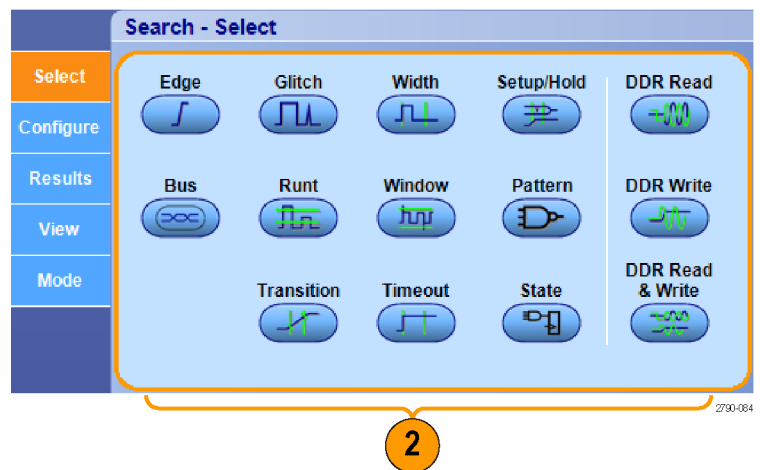 Search - Select
Select
Configure
Results
View
Mode
Edge
Glitch
Width
Setup/Hold
DDR Read
Bus
Runt
Window
Pattern
DDR Write
Transition
Timeout
State
DDR Read
& Write
2790-084
2